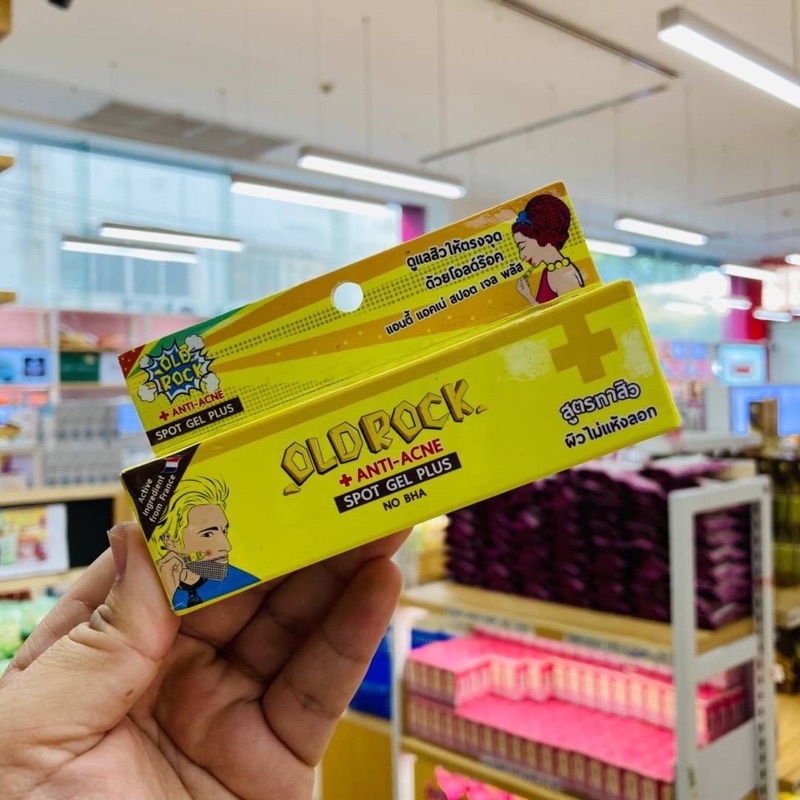 ดูแลสิวให้ตรงจุด
ด้วยโอลด์ร็อค
แอนตี้ แอคเน่ สปอต เจล พลัส
OLD
ROCK
+ ANTI-ACNE
SPOT GEL PLUS
Active
Ingredient
from France
OLD ROCK
+ ANTI-ACNE
SPOT GEL PLUS
NO BHA
สูตรทาสิว
ผิวไม่แห้งลอก